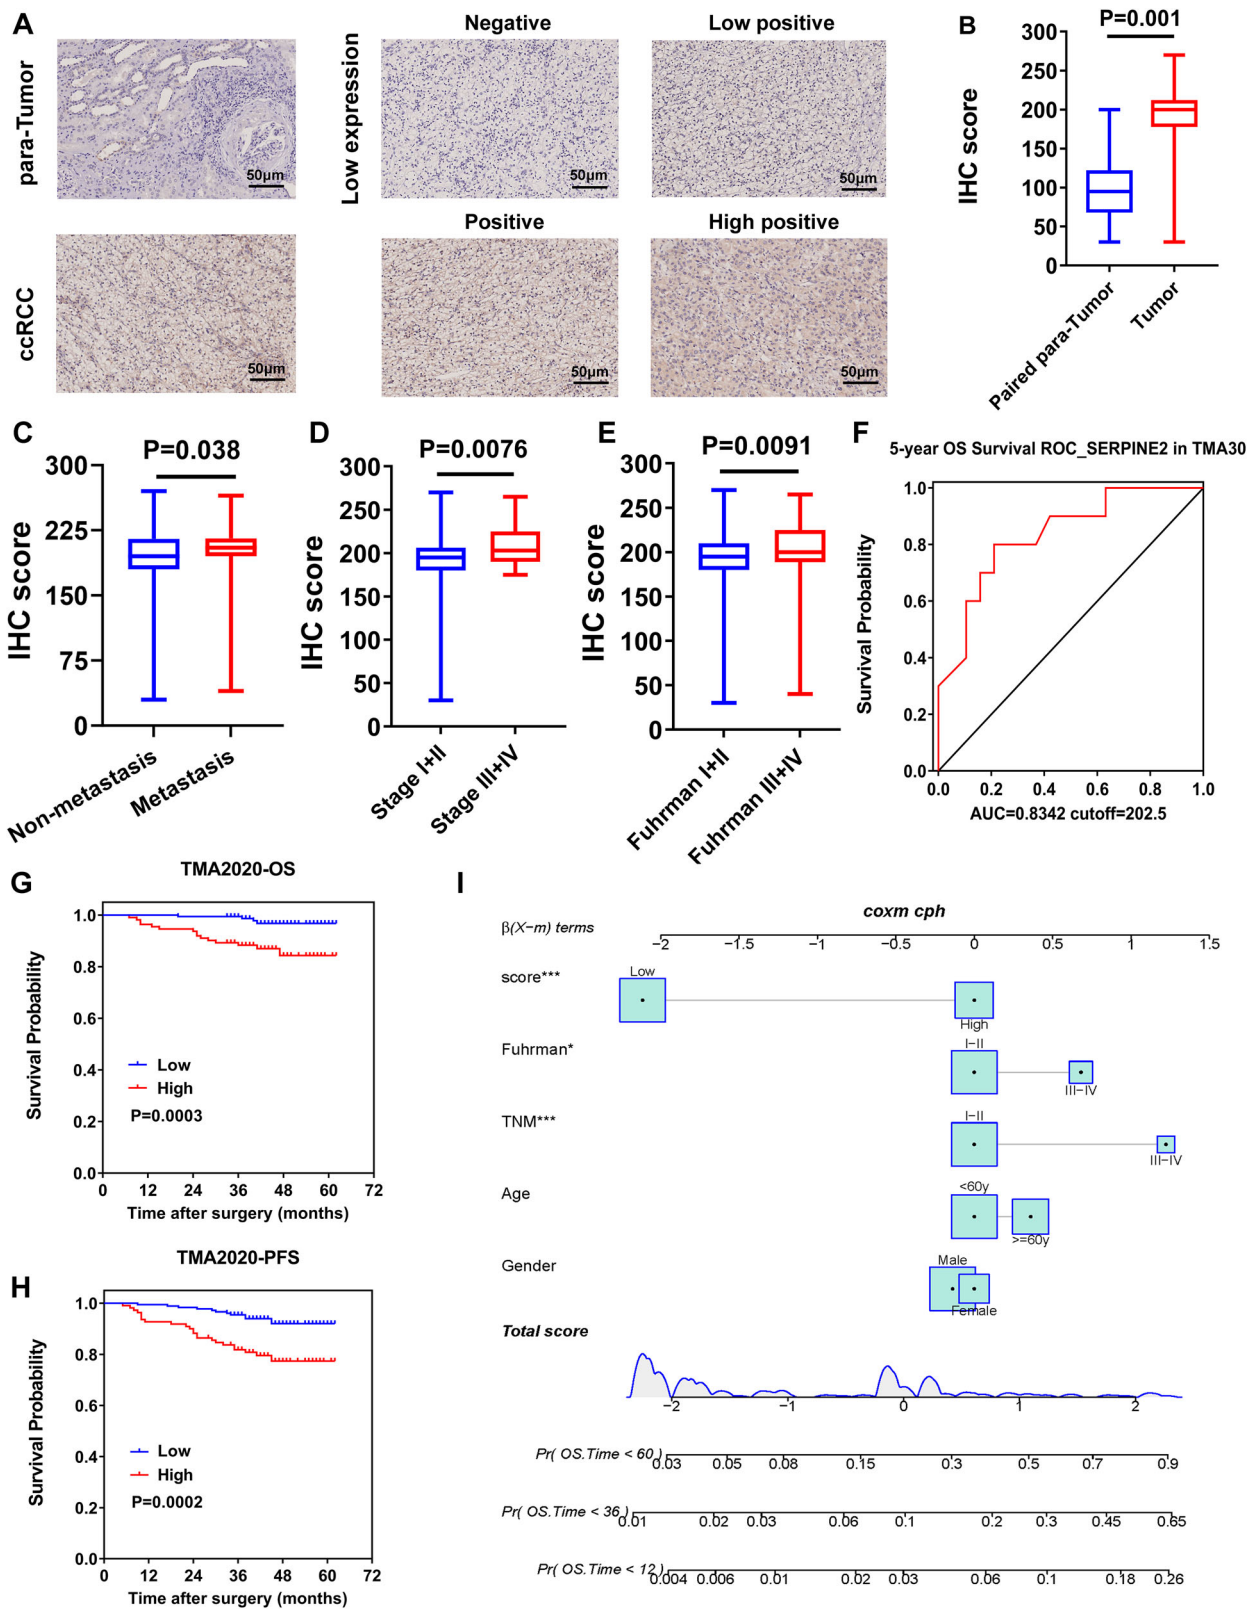 A
Negative
Low positive
para-Tumor
50μm
Low expression
50μm
50μm
Positive
High positive
ccRCC
50μm
50μm
50μm
B
P=0.001
IHC score
300
250
200
150
100
50
0
Paired para-Tumor
Tumor
C
P=0.038
IHC score
300
225
150
75
0
Non-metastasis
Metastasis
D
P=0.0076
IHC score
300
250
200
150
100
50
0
Stage I+II
Stage III+IV
E
P=0.0091
IHC score
300
250
200
150
100
50
0
Fuhrman I+II
Fuhrman III+IV
F
5-year OS Survival ROC_SERPINE2 in TMA30
Survival Probability
1.0
0.8
0.6
0.4
0.2
0.0
0.0 0.2 0.4 0.6 0.8 1.0
AUC=0.8342 cutoff=202.5
G
TMA2020-OS
Survival Probability
1.0
0.8
0.6
0.4
0.2
0.0
Low
High
P=0.0003
0 12 24 36 48 60 72
Time after surgery (months)
H
TMA2020-PFS
Survival Probability
1.0
0.8
0.6
0.4
0.2
0.0
Low
High
P=0.0002
0 12 24 36 48 60 72
Time after surgery (months)
I
coxm cph
β(X−m) terms
−2 −1.5 −1 −0.5 0 0.5 1 1.5
score***
Low
High
Fuhrman*
I−II
III−IV
TNM***
I−II
III−IV
Age
<60y
>=60y
Gender
Male
Female
Total score
−2 −1 0 1 2
Pr( OS.Time < 60 )
0.03 0.05 0.08 0.15 0.3 0.5 0.7 0.9
Pr( OS.Time < 36 )
0.01 0.02 0.03 0.06 0.1 0.2 0.3 0.45 0.65
Pr( OS.Time < 12 )
0.004 0.006 0.01 0.02 0.03 0.06 0.1 0.18 0.26